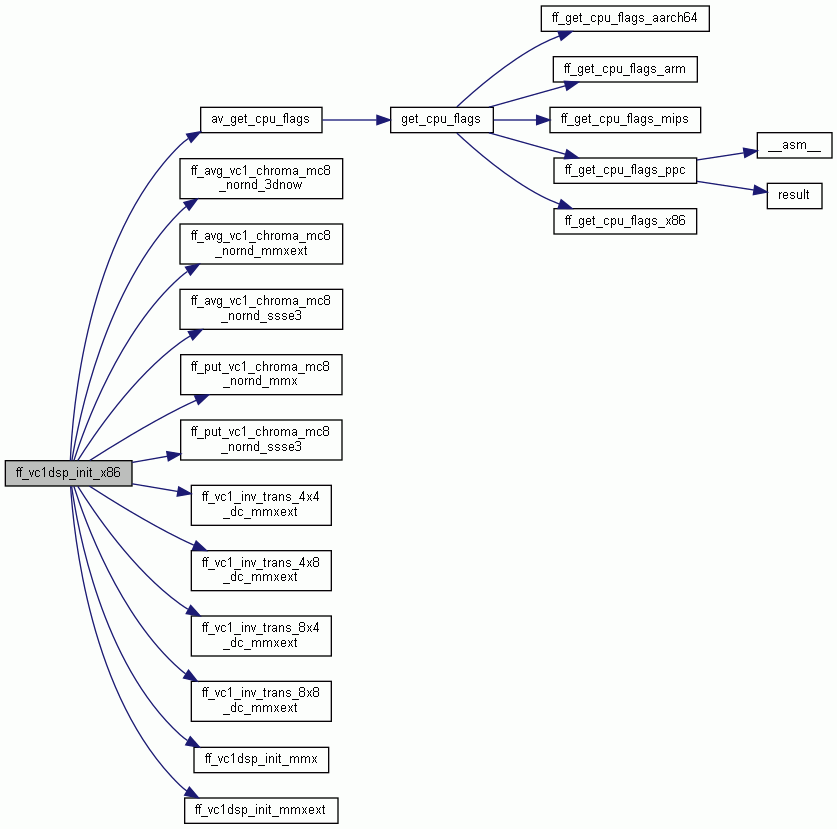 ff_get_cpu_flags_aarch64
ff_get_cpu_flags_arm
av_get_cpu_flags
get_cpu_flags
ff_get_cpu_flags_mips
__asm__
ff_get_cpu_flags_ppc
result
ff_get_cpu_flags_x86
ff_avg_vc1_chroma_mc8
_nornd_3dnow
ff_avg_vc1_chroma_mc8
_nornd_mmxext
ff_avg_vc1_chroma_mc8
_nornd_ssse3
ff_put_vc1_chroma_mc8
_nornd_mmx
ff_put_vc1_chroma_mc8
_nornd_ssse3
ff_vc1dsp_init_x86
ff_vc1_inv_trans_4x4
_dc_mmxext
ff_vc1_inv_trans_4x8
_dc_mmxext
ff_vc1_inv_trans_8x4
_dc_mmxext
ff_vc1_inv_trans_8x8
_dc_mmxext
ff_vc1dsp_init_mmx
ff_vc1dsp_init_mmxext